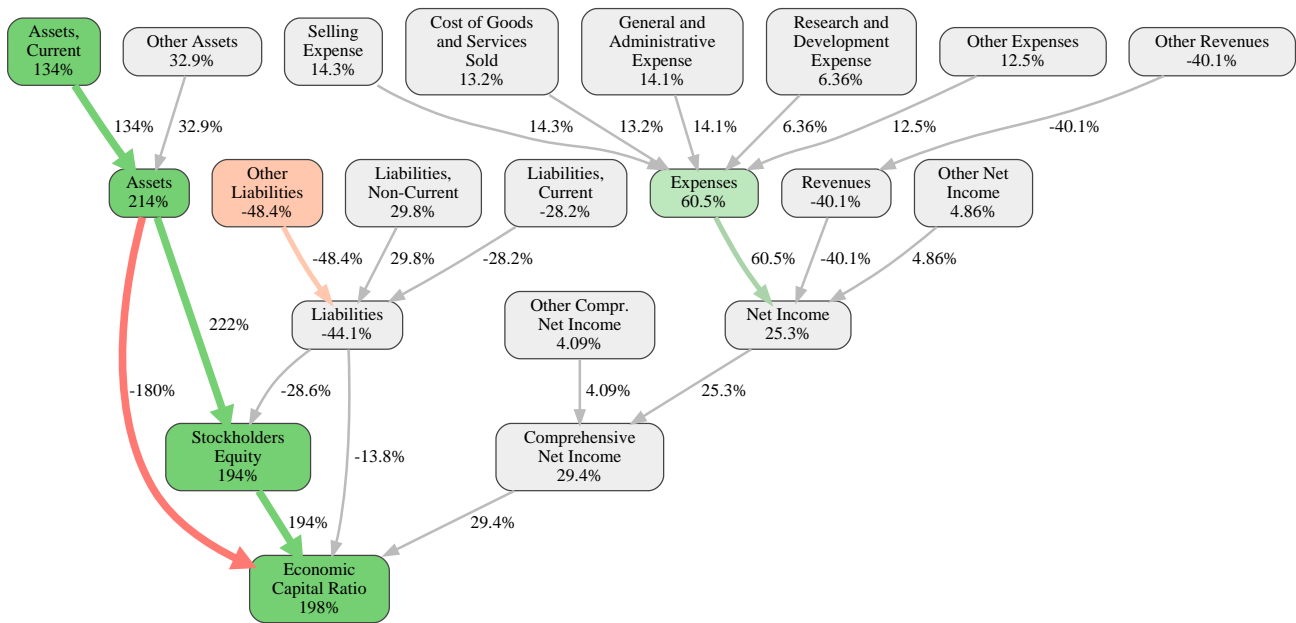 Assets,
Current
134%
Other Assets
32.9%
Selling
Expense
14.3%
Cost of Goods
and Services
Sold
13.2%
General and
Administrative
Expense
14.1%
Research and
Development
Expense
6.36%
Other Expenses
12.5%
Other Revenues
-40.1%
134%
32.9%
14.3%
13.2%
14.1%
6.36%
12.5%
-40.1%
Assets
214%
Other
Liabilities
-48.4%
Liabilities,
Non-Current
29.8%
Liabilities,
Current
-28.2%
Expenses
60.5%
Revenues
-40.1%
Other Net
Income
4.86%
-48.4%
29.8%
-28.2%
60.5%
-40.1%
4.86%
222%
Liabilities
-44.1%
Other Compr.
Net Income
4.09%
Net Income
25.3%
-180%
-28.6%
4.09%
25.3%
Stockholders
Equity
194%
-13.8%
Comprehensive
Net Income
29.4%
194%
29.4%
Economic
Capital Ratio
198%